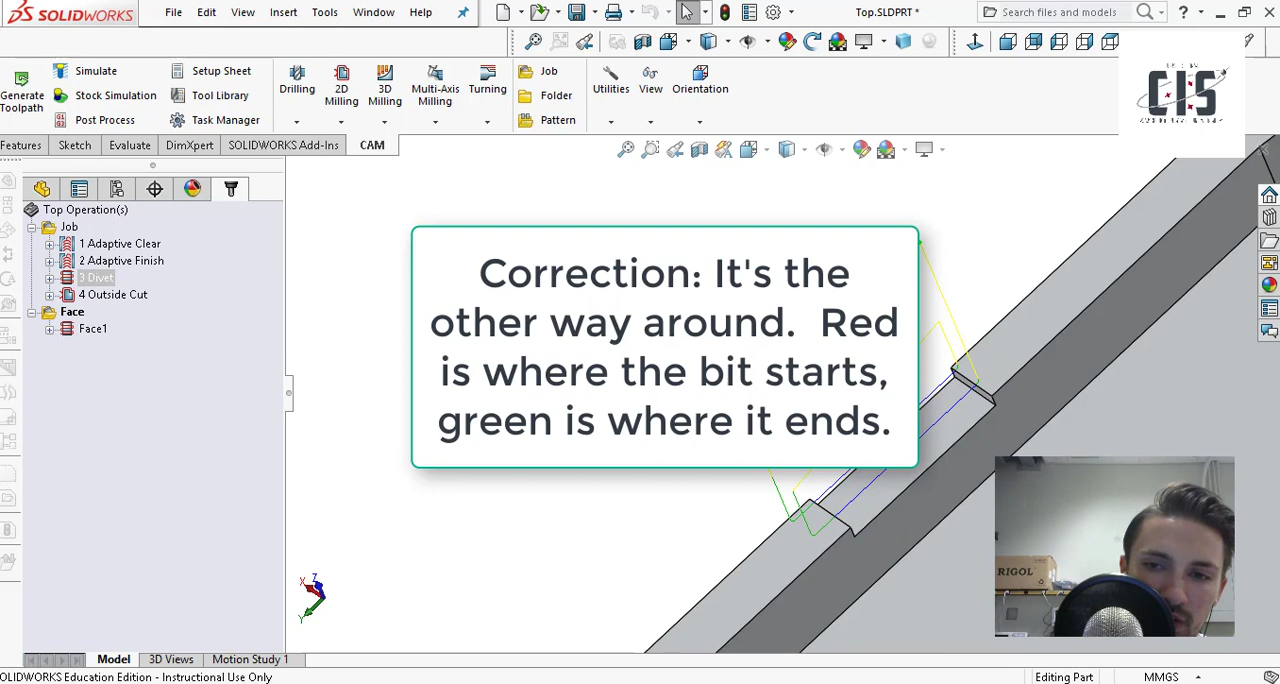 SOLIDWORKS File Edit View Insert Tools Window Help Top.SLDPRT * Search files and models ?
Generate Toolpath
Simulate
Stock Simulation
Post Process
Setup Sheet
Tool Library
Task Manager
Drilling
2D Milling
3D Milling
Multi-Axis Milling
Turning
Job
Folder
Pattern
Utilities
View
Orientation
CIS
Features Sketch Evaluate DimXpert SOLIDWORKS Add-Ins CAM
Top Operation(s)
Job
1 Adaptive Clear
2 Adaptive Finish
3 Divet
4 Outside Cut
Face
Face1
Correction: It's the
other way around. Red
is where the bit starts,
green is where it ends.
RIGOL
X Z
Y
Model 3D Views Motion Study 1
OLIDWORKS Education Edition - Instructional Use Only Editing Part MMGS